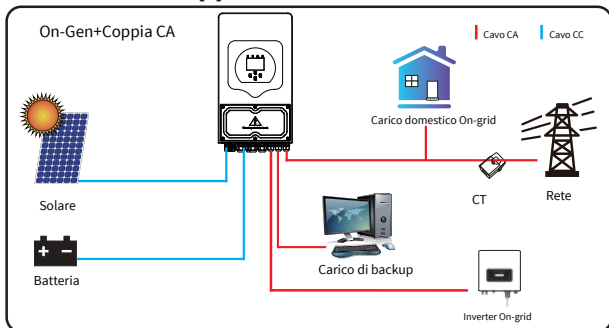 On-Gen+Coppia CA
Cavo CA
Cavo CC
Carico domestico On-grid
Solare
CT
Rete
Batteria
Carico di backup
Inverter On-grid